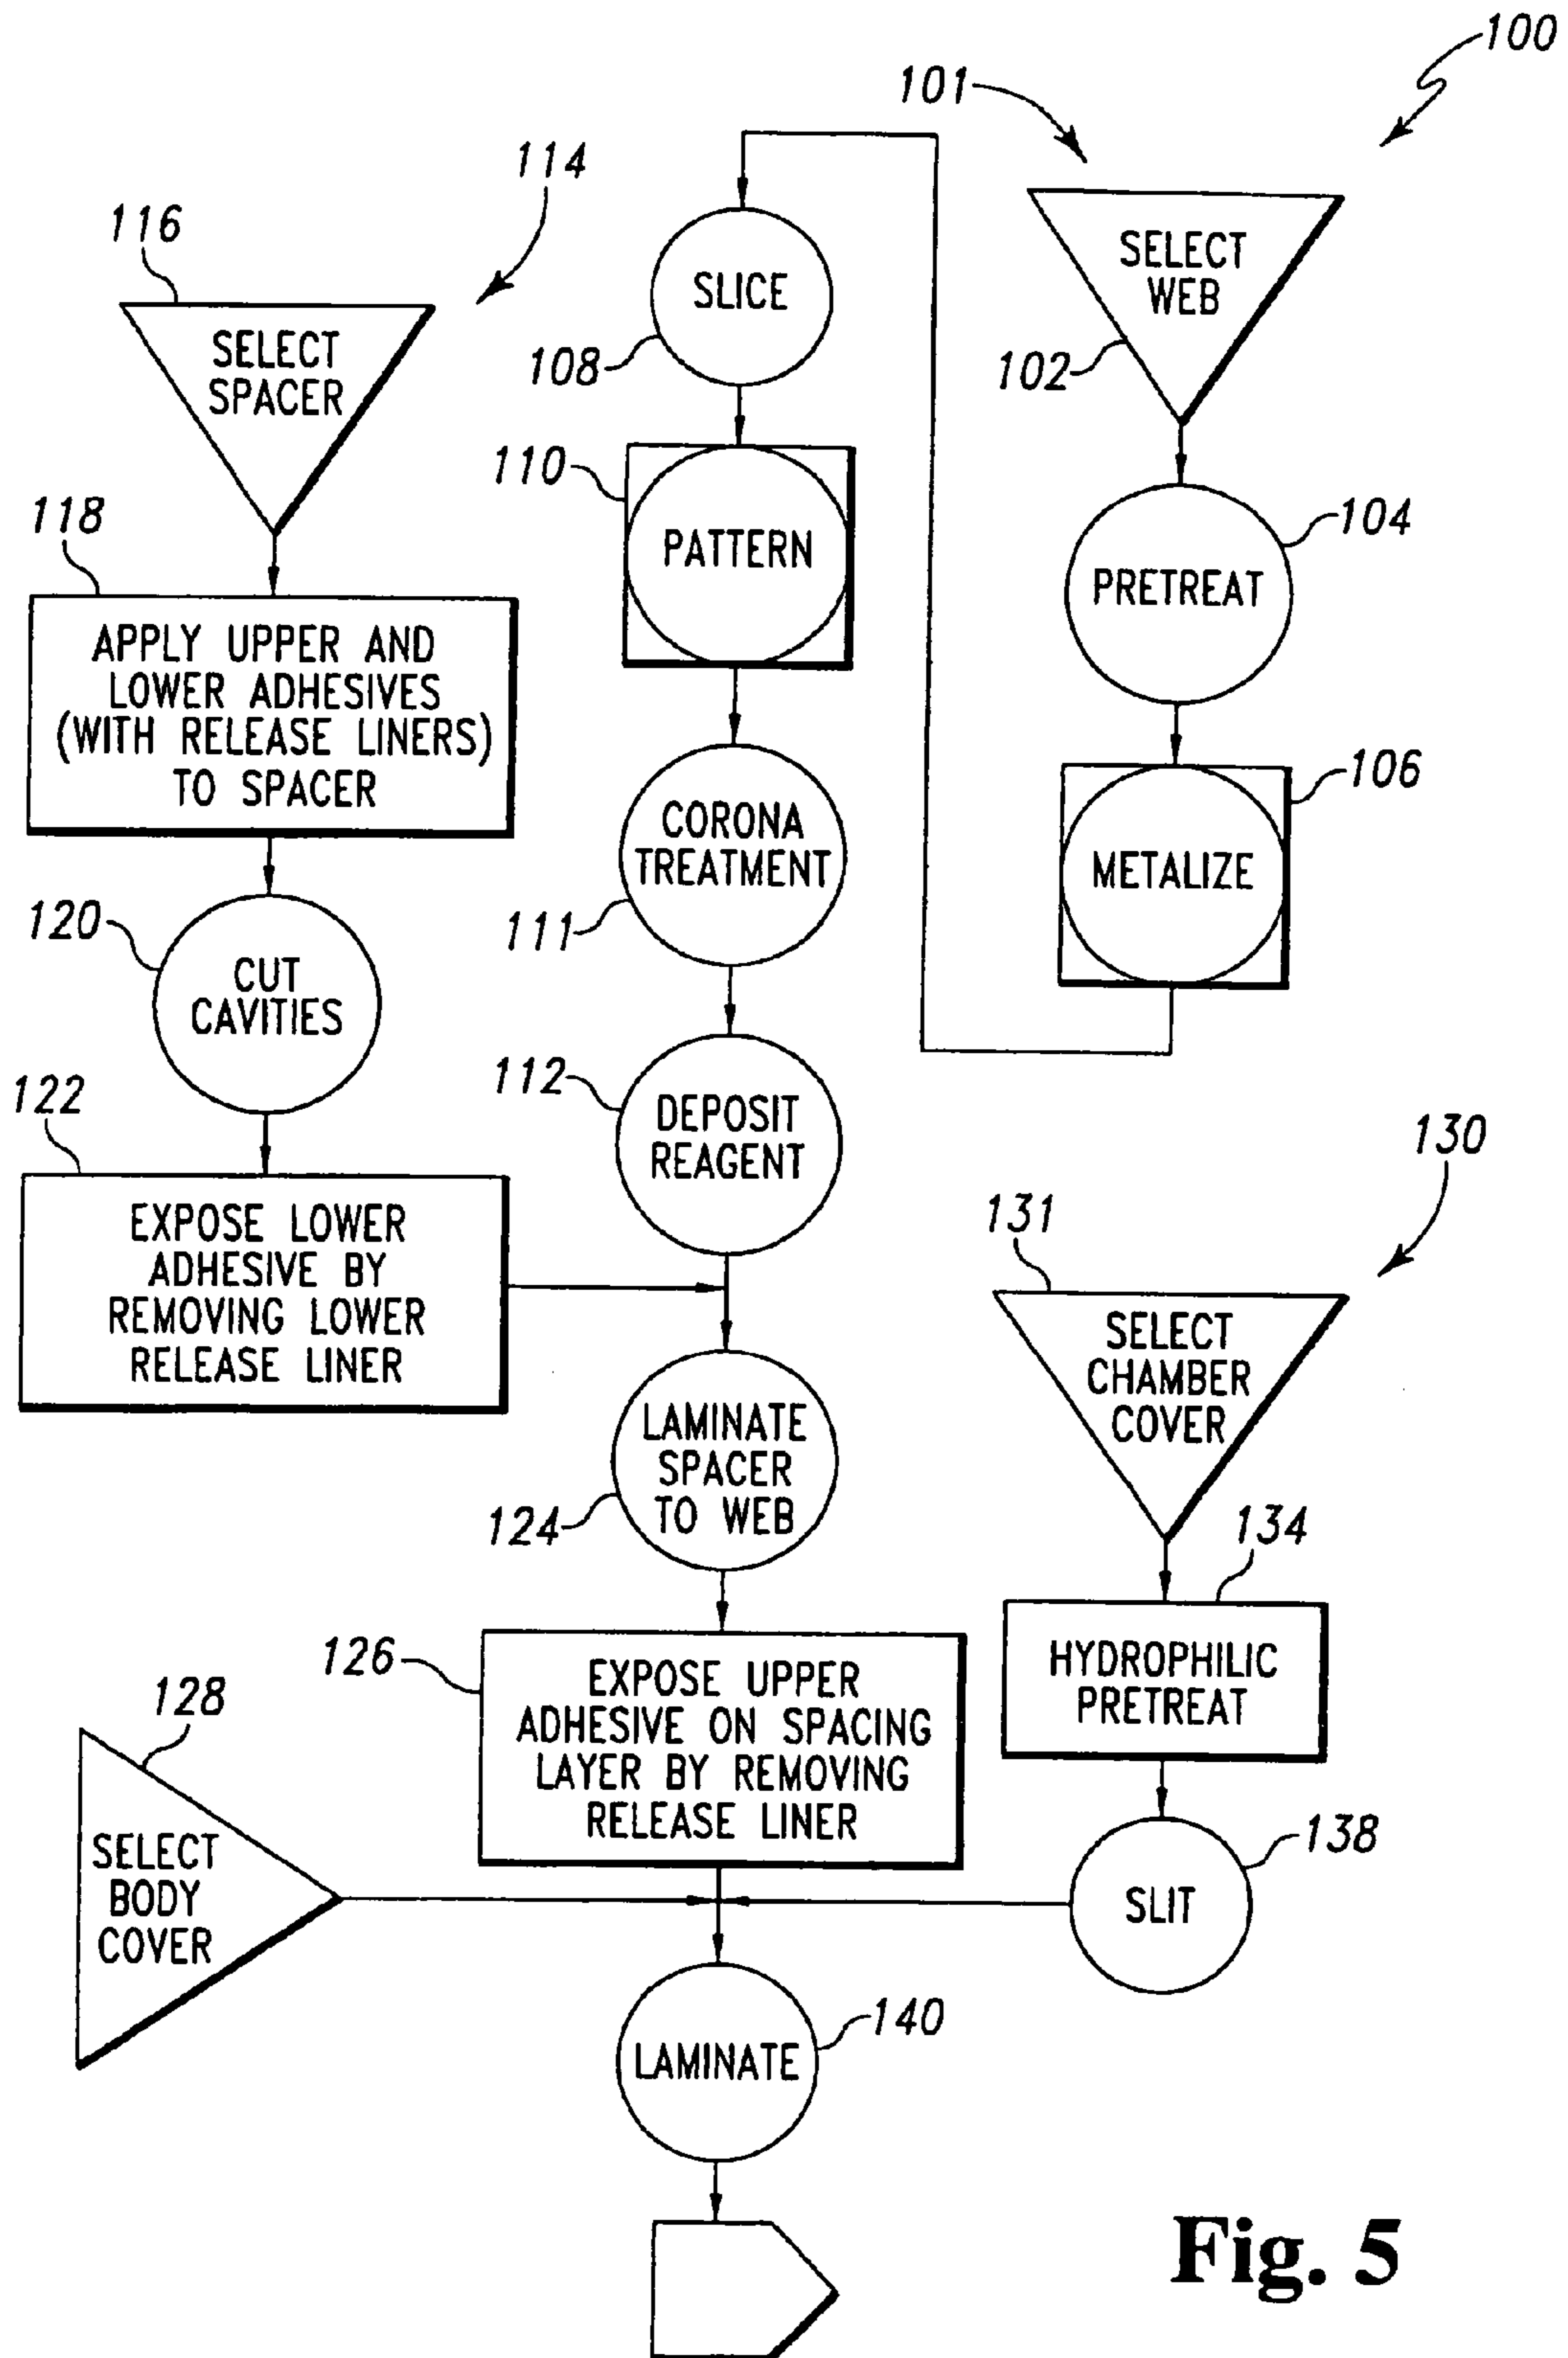 100
101
114
116
SELECT
SPACER
SLICE
108
SELECT
WEB
102
110
PATTERN
104
PRETREAT
118
APPLY UPPER AND
LOWER ADHESIVES
(WITH RELEASE LINERS)
TO SPACER
106
METALIZE
CORONA
TREATMENT
111
120
CUT
CAVITIES
112
DEPOSIT
REAGENT
122
EXPOSE LOWER
ADHESIVE BY
REMOVING LOWER
RELEASE LINER
130
131
SELECT
CHAMBER
COVER
LAMINATE
SPACER
TO WEB
124
134
HYDROPHILIC
PRETREAT
126
EXPOSE UPPER
ADHESIVE ON SPACING
LAYER BY REMOVING
RELEASE LINER
128
SELECT
BODY
COVER
138
SLIT
140
LAMINATE
Fig. 5